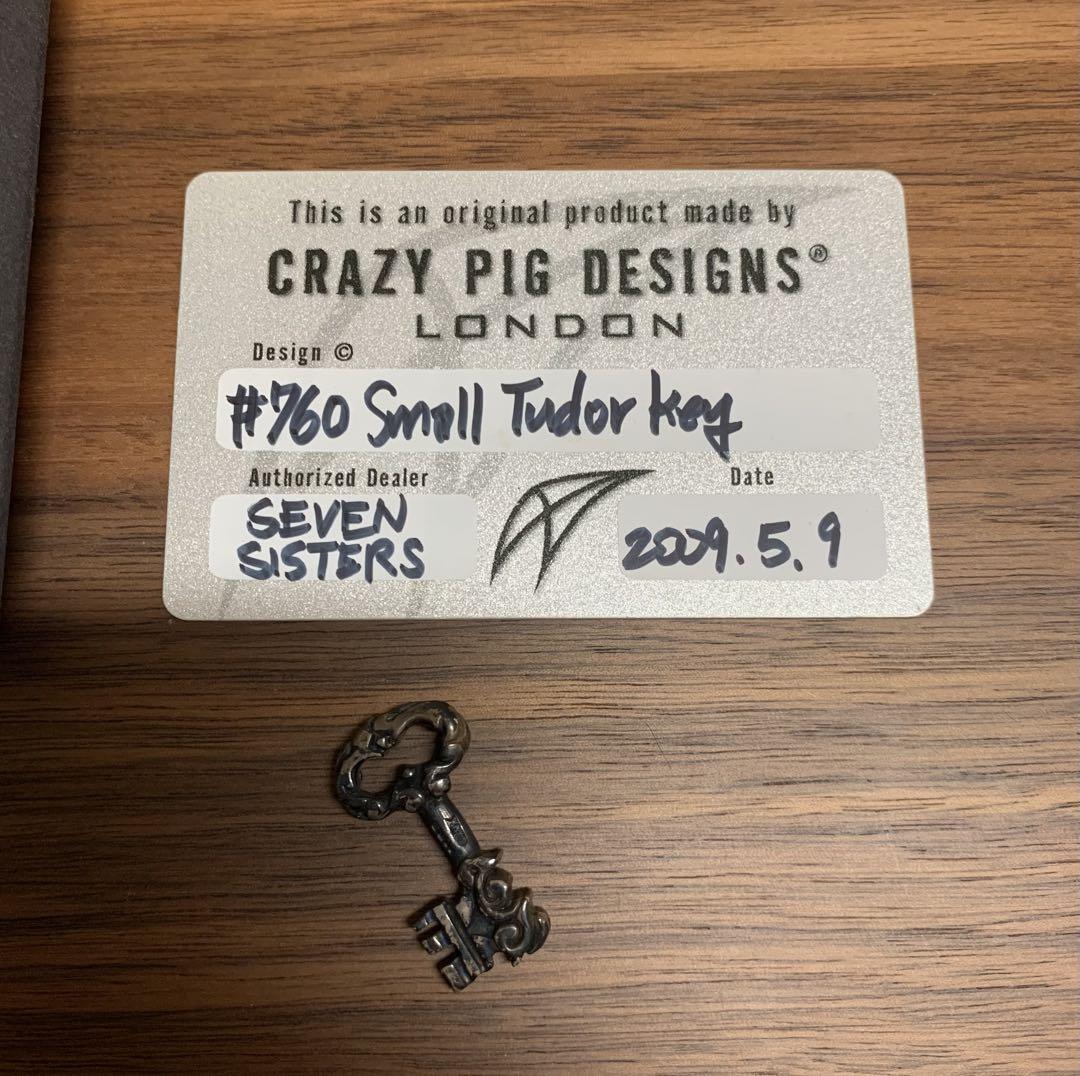 This is an original product made by
CRAZY PIG DESIGNS®
LONDON
Design ©
#760 Small Tudor key
Authorized Dealer
SEVEN
SISTERS
Date
2009.5.9